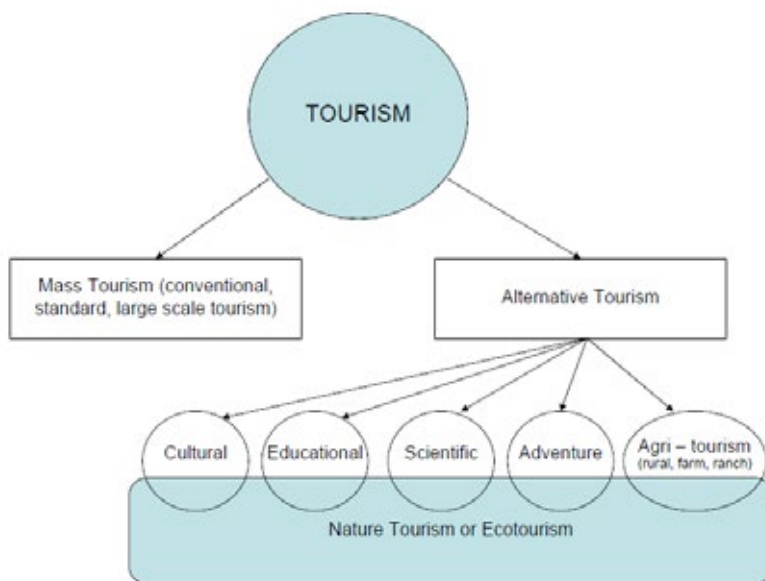 TOURISM
Mass Tourism (conventional,
standard, large scale tourism)
Alternative Tourism
Cultural
Educational
Scientific
Adventure
Agri – tourism
(rural, farm, ranch)
Nature Tourism or Ecotourism